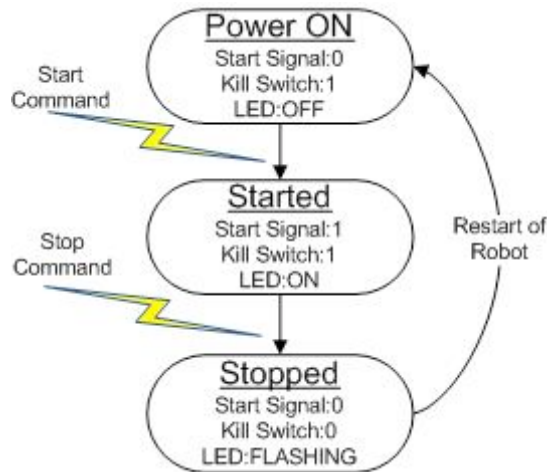 Power ON
Start Signal:0
Kill Switch:1
LED:OFF
Start
Command
Started
Start Signal:1
Kill Switch:1
LED:ON
Stop
Command
Restart of
Robot
Stopped
Start Signal:0
Kill Switch:0
LED:FLASHING